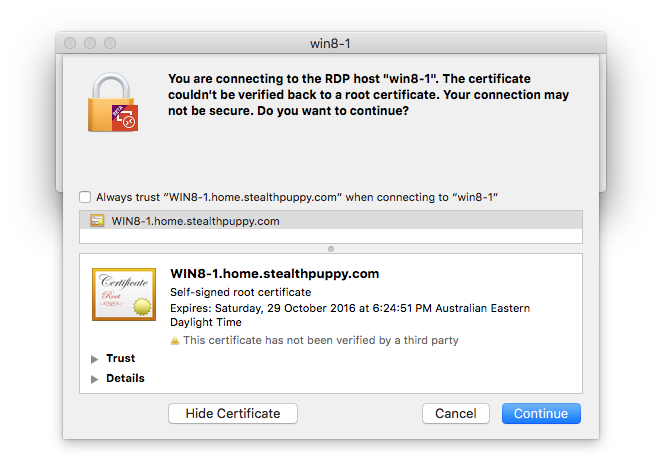 win8-1
You are connecting to the RDP host "win8-1". The certificate
couldn't be verified back to a root certificate. Your connection may
not be secure. Do you want to continue?
BETA
Always trust “WIN8-1.home.stealthpuppy.com” when connecting to “win8-1”
WIN8-1.home.stealthpuppy.com
Certificate
Root
WIN8-1.home.stealthpuppy.com
Self-signed root certificate
Expires: Saturday, 29 October 2016 at 6:24:51 PM Australian Eastern
Daylight Time
This certificate has not been verified by a third party
Trust
Details
Hide Certificate
Cancel
Continue